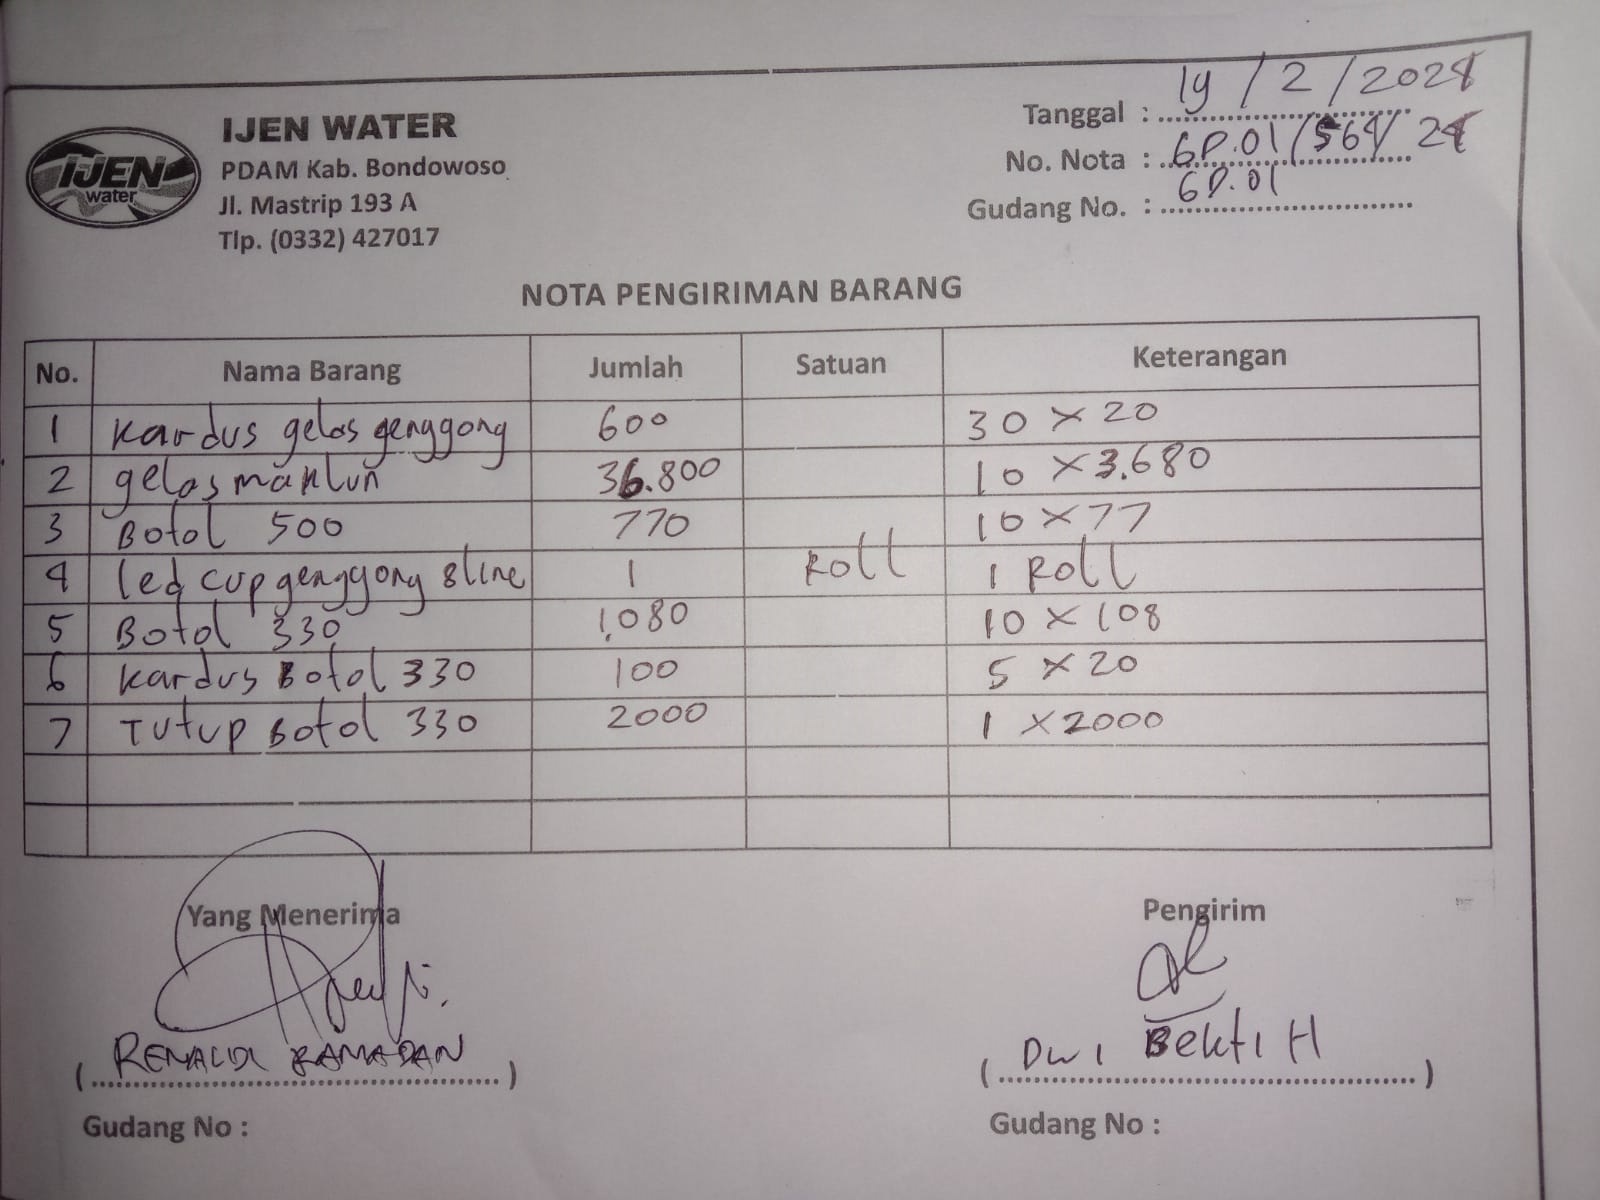 IJEN
water
IJEN WATER
PDAM Kab. Bondowoso
Jl. Mastrip 193 A
Tlp. (0332) 427017
Tanggal : 19 / 2 / 2024
No. Nota : GP.01/564/24
Gudang No. : GP.01
NOTA PENGIRIMAN BARANG
No. Nama Barang Jumlah Satuan Keterangan
1 Kardus gelas genggong 600 30 x 20
2 gelas maklun 36.800 10 x 3.680
3 Botol 500 770 10 x 77
4 led cup genggong 8 line 1 Roll 1 Roll
5 Botol 330 1.080 10 x 108
6 Kardus Botol 330 100 5 x 20
7 Tutup Botol 330 2000 1 x 2000
Yang Menerima Pengirim
( RENALDI RAMADAN ) ( Dwi Bekti H )
Gudang No : Gudang No :